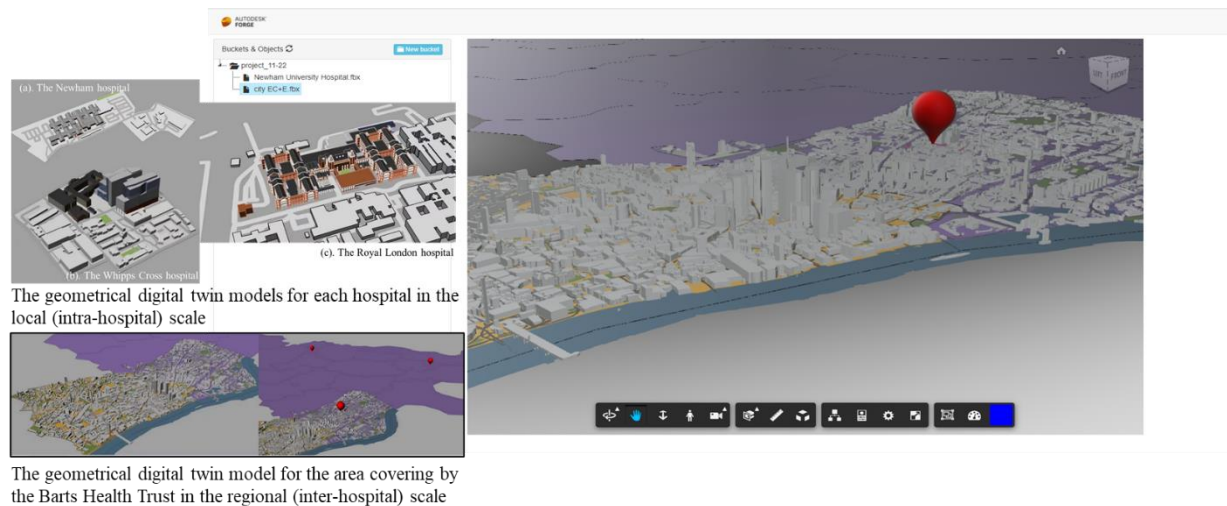 AUTODESK
FORGE
Buckets & Objects
New bucket
project_11-22
Newham University Hospital.fbx
city EC+E.fbx
(a). The Newham hospital
(b). The Whipps Cross hospital
(c). The Royal London hospital
The geometrical digital twin models for each hospital in the
local (intra-hospital) scale
The geometrical digital twin model for the area covering by
the Barts Health Trust in the regional (inter-hospital) scale
FRONT